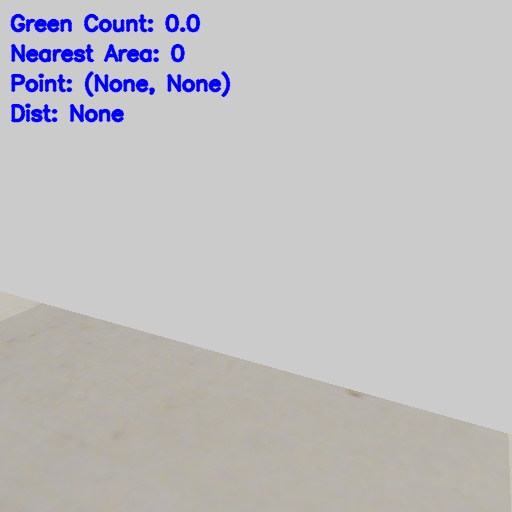 Green Count: 0.0
Nearest Area: 0
Point: (None, None)
Dist: None